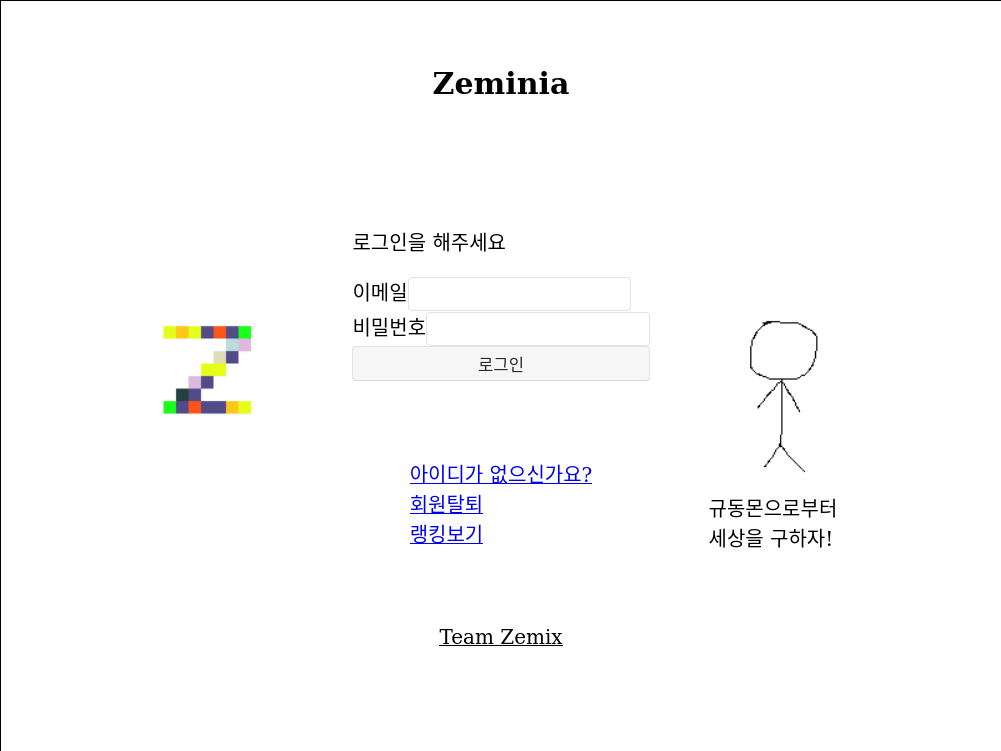 Zeminia
로그인을 해주세요
이메일
비밀번호
로그인
아이디가 없으신가요?
회원탈퇴
랭킹보기
규동몬으로부터
세상을 구하자!
Team Zemix